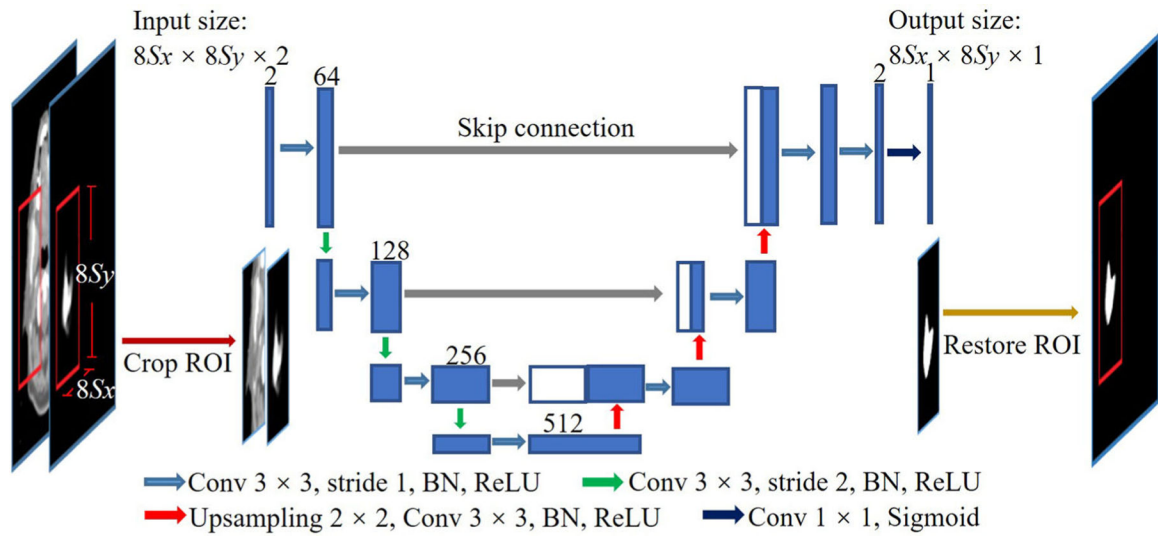 Input size:
8Sx × 8Sy × 2
Output size:
8Sx × 8Sy × 1
2
64
2
1
Skip connection
128
8Sy
8Sx
Crop ROI
256
512
Restore ROI
Conv 3 × 3, stride 1, BN, ReLU
Conv 3 × 3, stride 2, BN, ReLU
Upsampling 2 × 2, Conv 3 × 3, BN, ReLU
Conv 1 × 1, Sigmoid